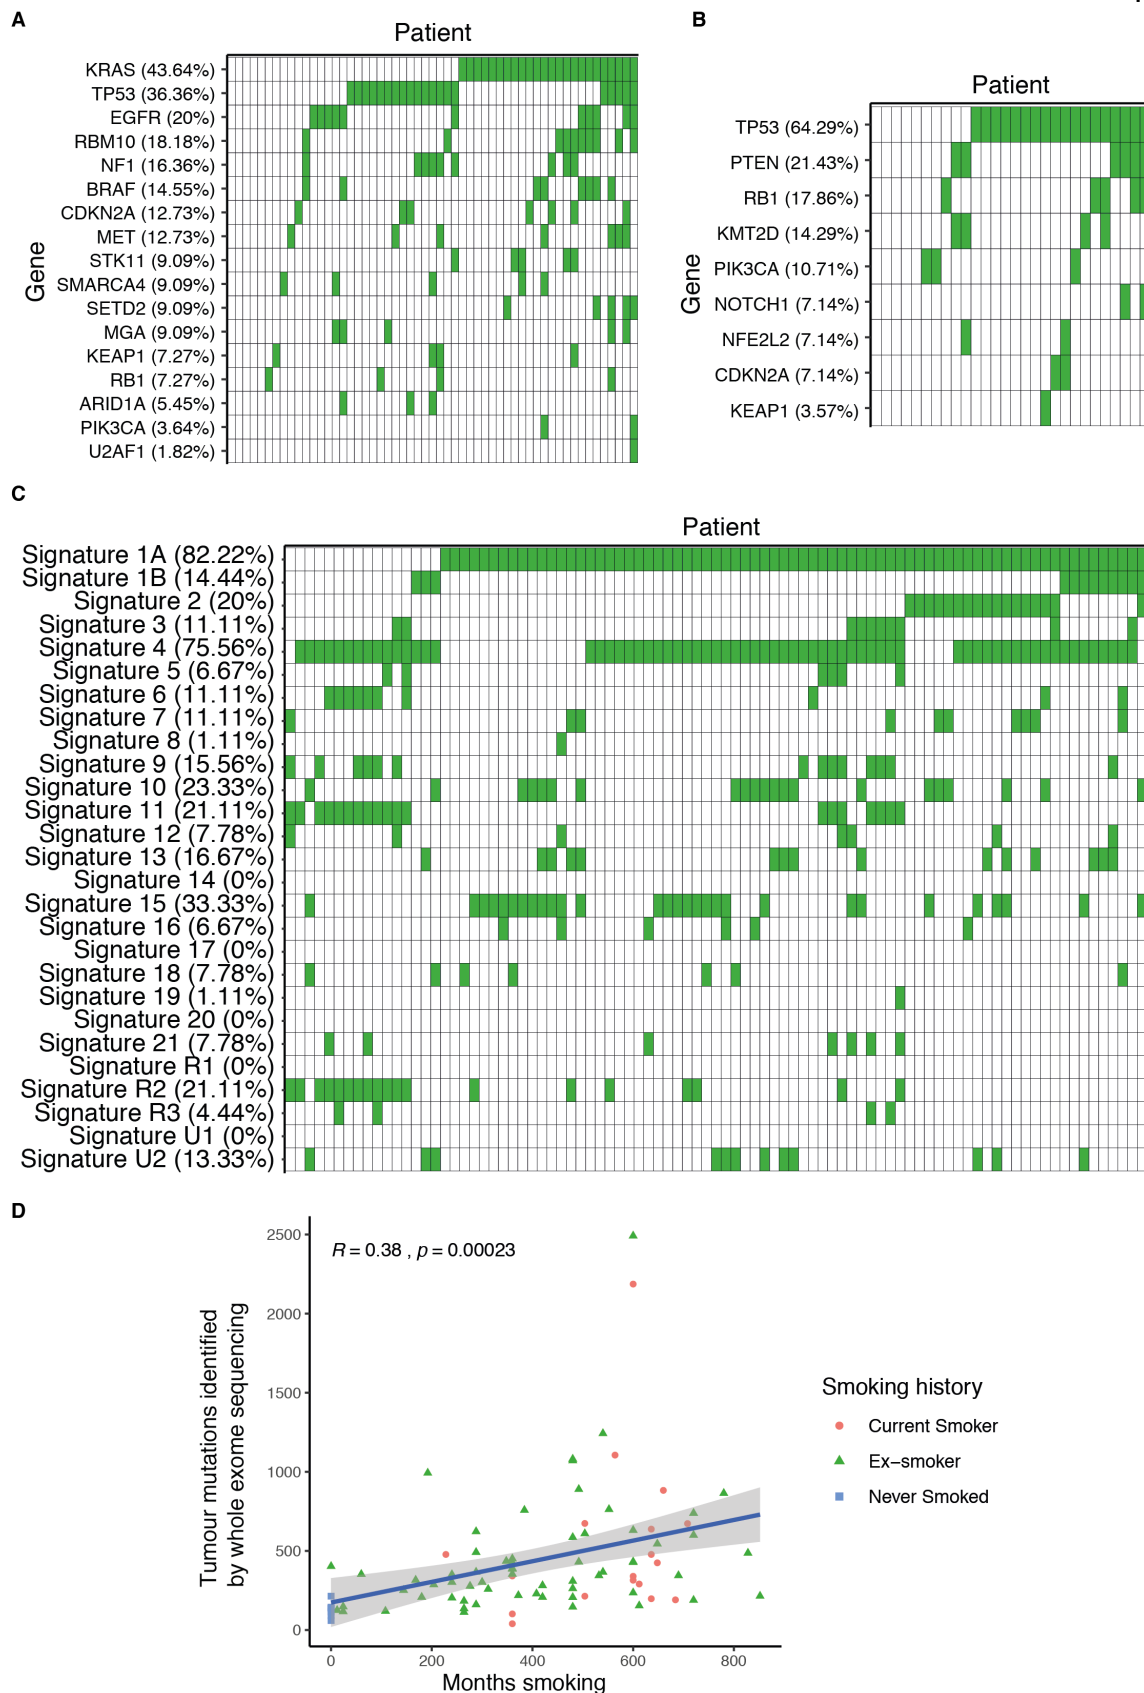 A
Patient
KRAS (43.64%)
TP53 (36.36%)
EGFR (20%)
RBM10 (18.18%)
NF1 (16.36%)
BRAF (14.55%)
CDKN2A (12.73%)
MET (12.73%)
STK11 (9.09%)
SMARCA4 (9.09%)
SETD2 (9.09%)
MGA (9.09%)
KEAP1 (7.27%)
RB1 (7.27%)
ARID1A (5.45%)
PIK3CA (3.64%)
U2AF1 (1.82%)
Gene
B
Patient
TP53 (64.29%)
PTEN (21.43%)
RB1 (17.86%)
KMT2D (14.29%)
PIK3CA (10.71%)
NOTCH1 (7.14%)
NFE2L2 (7.14%)
CDKN2A (7.14%)
KEAP1 (3.57%)
Gene
C
Patient
Signature 1A (82.22%)
Signature 1B (14.44%)
Signature 2 (20%)
Signature 3 (11.11%)
Signature 4 (75.56%)
Signature 5 (6.67%)
Signature 6 (11.11%)
Signature 7 (11.11%)
Signature 8 (1.11%)
Signature 9 (15.56%)
Signature 10 (23.33%)
Signature 11 (21.11%)
Signature 12 (7.78%)
Signature 13 (16.67%)
Signature 14 (0%)
Signature 15 (33.33%)
Signature 16 (6.67%)
Signature 17 (0%)
Signature 18 (7.78%)
Signature 19 (1.11%)
Signature 20 (0%)
Signature 21 (7.78%)
Signature R1 (0%)
Signature R2 (21.11%)
Signature R3 (4.44%)
Signature U1 (0%)
Signature U2 (13.33%)
D
R = 0.38 , p = 0.00023
Tumour mutations identified
by whole exome sequencing
2500
2000
1500
1000
500
0
0 200 400 600 800
Months smoking
Smoking history
Current Smoker
Ex−smoker
Never Smoked